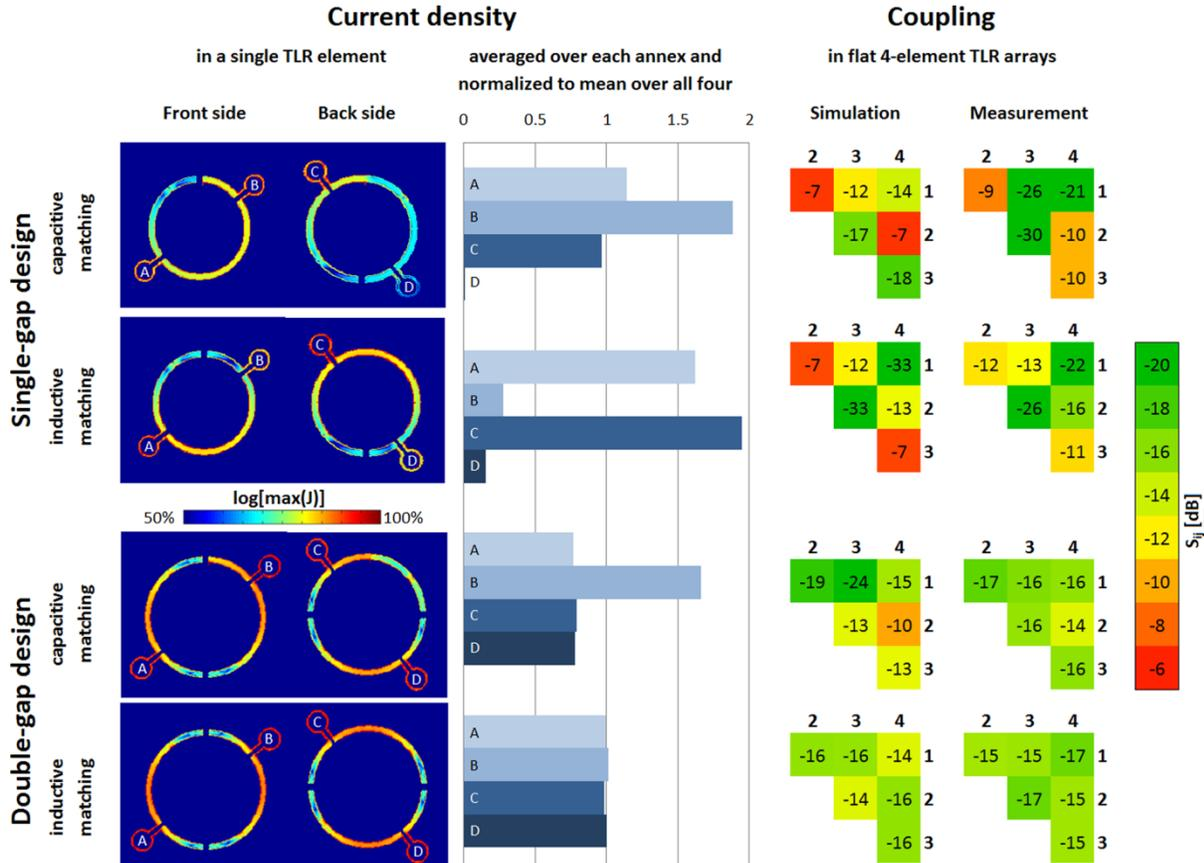 Current density
Coupling
in a single TLR element
averaged over each annex and
normalized to mean over all four
in flat 4-element TLR arrays
Front side
Back side
Simulation
Measurement
0 0.5 1 1.5 2
Single-gap design
capacitive
matching
A
B
C
D
A
B
C
D
2 3 4
-7 -12 -14 1
-17 -7 2
-18 3
2 3 4
-9 -26 -21 1
-30 -10 2
-10 3
inductive
matching
A
B
C
D
A
B
C
D
2 3 4
-7 -12 -33 1
-33 -13 2
-7 3
2 3 4
-12 -13 -22 1
-26 -16 2
-11 3
log[max(J)]
50% 100%
Double-gap design
capacitive
matching
A
B
C
D
A
B
C
D
2 3 4
-19 -24 -15 1
-13 -10 2
-13 3
2 3 4
-17 -16 -16 1
-16 -14 2
-16 3
inductive
matching
A
B
C
D
A
B
C
D
2 3 4
-16 -16 -14 1
-14 -16 2
-16 3
2 3 4
-15 -15 -17 1
-17 -15 2
-15 3
-20
-18
-16
-14
-12
-10
-8
-6
Sij [dB]